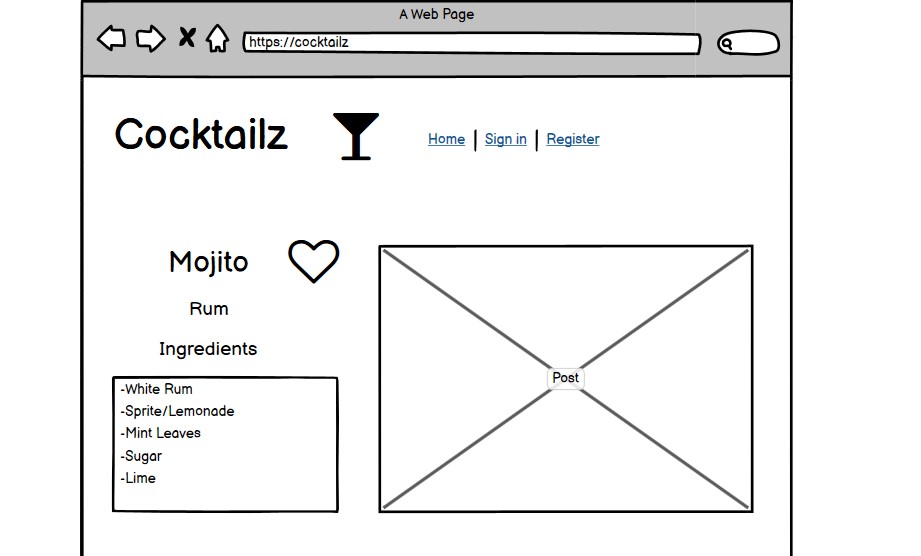 A Web Page
https://cocktailz
Cocktailz
Home | Sign in | Register
Mojito
Rum
Ingredients
-White Rum
-Sprite/Lemonade
-Mint Leaves
-Sugar
-Lime
Post